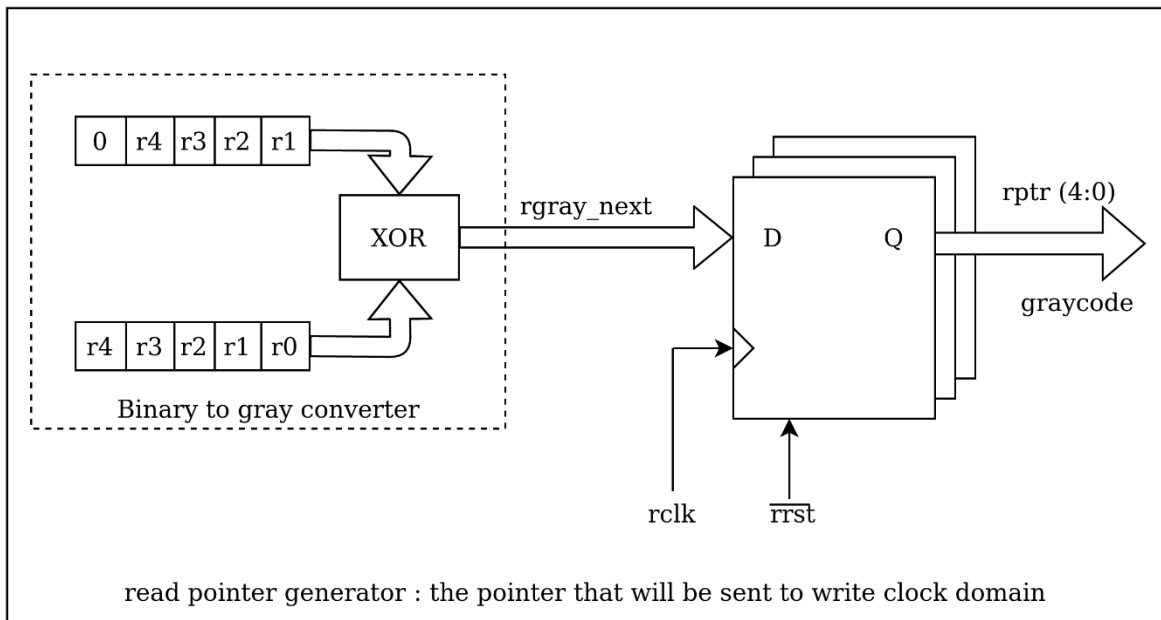 0 r4 r3 r2 r1
rgray_next
rptr (4:0)
XOR
D Q
graycode
r4 r3 r2 r1 r0
Binary to gray converter
rclk
r̅r̅s̅t̅
read pointer generator : the pointer that will be sent to write clock domain